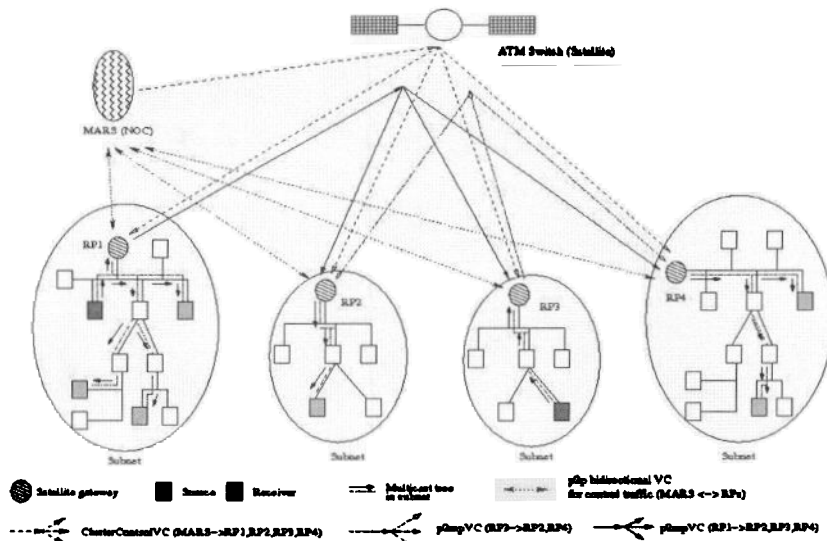 ATM Switch (Satellite)
MARS (NOC)
RP1
RP2
RP3
RP4
Subnet
Subnet
Subnet
Subnet
Satellite gateway
Source
Receiver
Multicast tree
in subnet
p2p bidirectional VC
for control traffic (MARS <-> RPs)
ClusterControlVC (MARS->RP1,RP2,RP3,RP4)
p2mpVC (RP3->RP2,RP4)
p2mpVC (RP1->RP2,RP3,RP4)